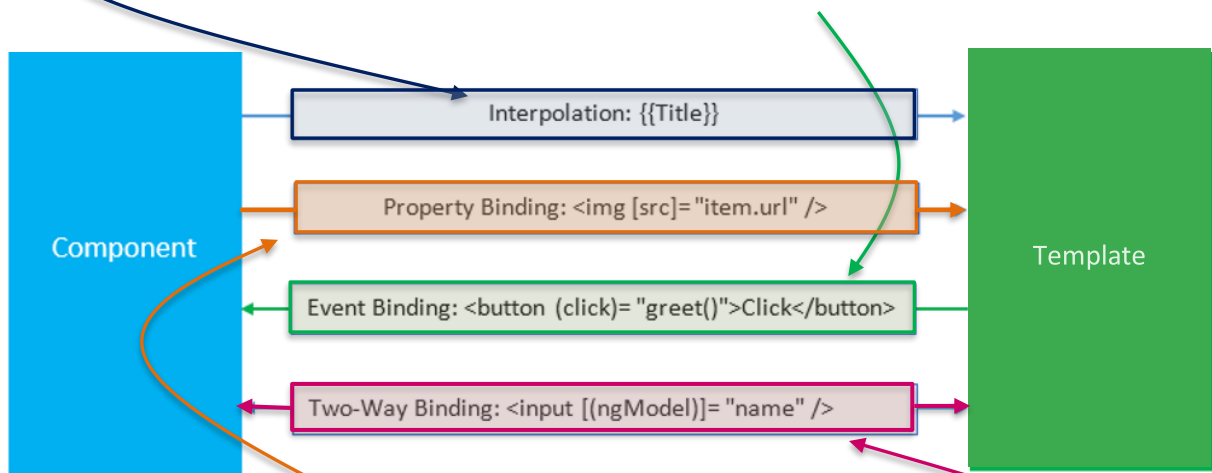 Interpolation: {{Title}}
Property Binding: <img [src]= "item.url" />
Component
Template
Event Binding: <button (click)= "greet()">Click</button>
Two-Way Binding: <input [(ngModel)]= "name" />